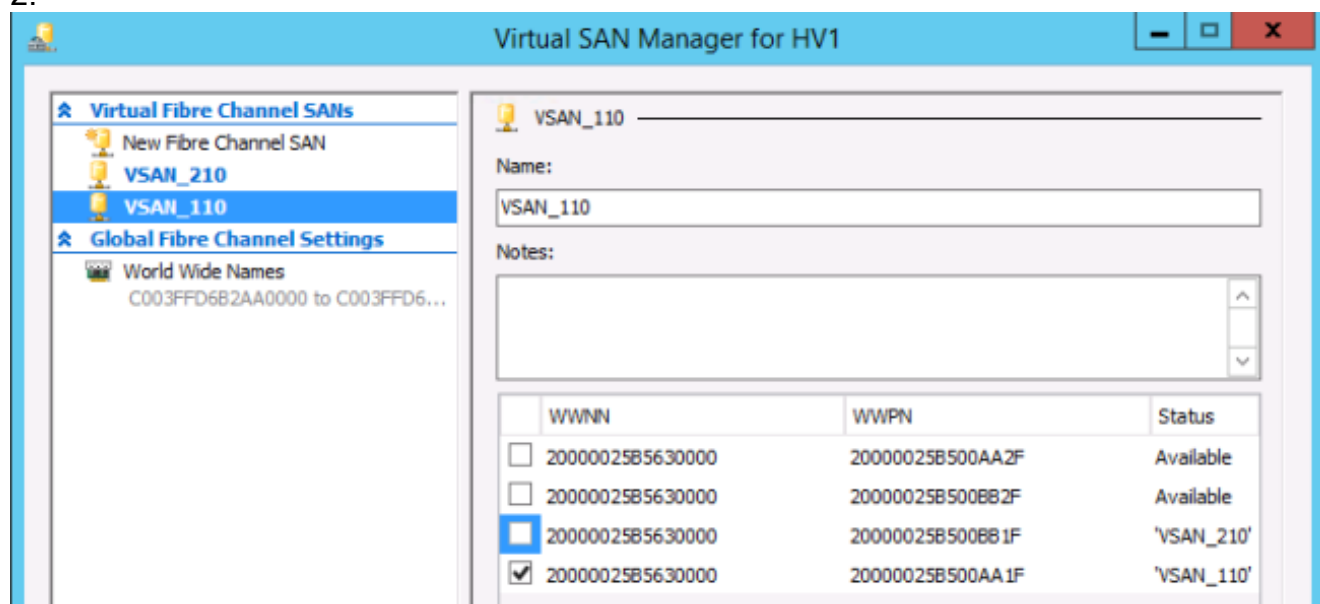 2.
Virtual SAN Manager for HV1
Virtual Fibre Channel SANs
New Fibre Channel SAN
VSAN_210
VSAN_110
Global Fibre Channel Settings
World Wide Names
C003FFD6B2AA0000 to C003FFD6...
VSAN_110
Name:
VSAN_110
Notes:
WWNN WWPN Status
20000025B5630000 20000025B500AA2F Available
20000025B5630000 20000025B500BB2F Available
20000025B5630000 20000025B500BB1F 'VSAN_210'
20000025B5630000 20000025B500AA1F 'VSAN_110'